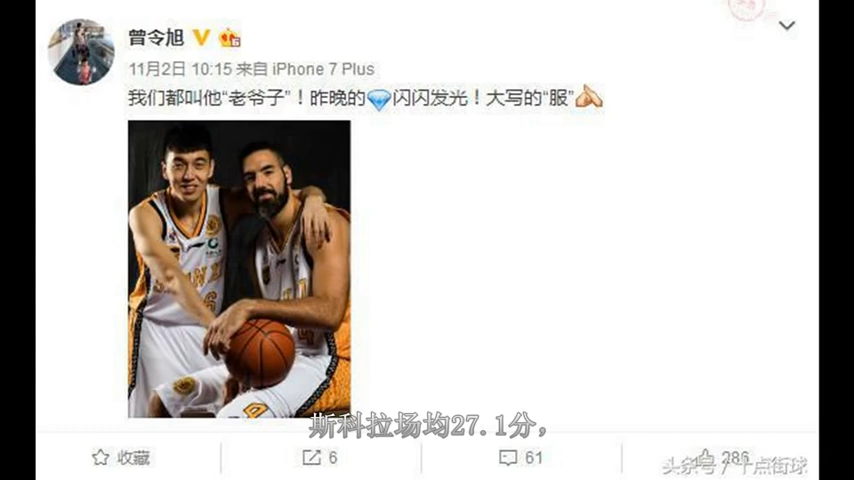 曾令旭
11月2日 10:15 来自 iPhone 7 Plus
我们都叫他“老爷子”！昨晚的💎闪闪发光！大写的“服”
斯科拉场均27.1分，
收藏
6
61
286
头条号 / 十点街球